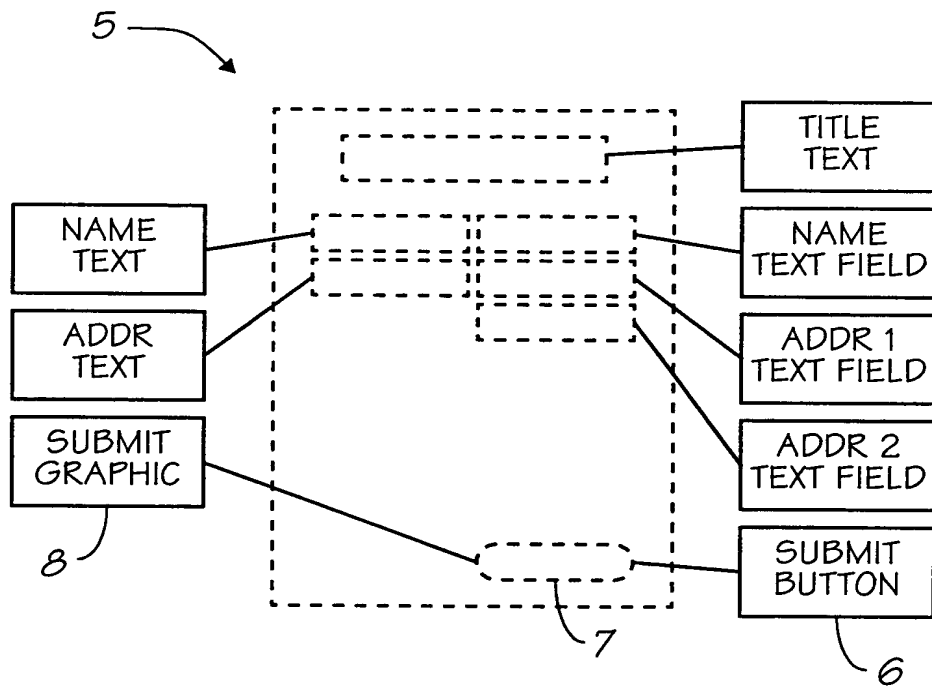 5
TITLE
TEXT
NAME
TEXT
NAME
TEXT FIELD
ADDR
TEXT
ADDR 1
TEXT FIELD
SUBMIT
GRAPHIC
ADDR 2
TEXT FIELD
8
SUBMIT
BUTTON
7
6